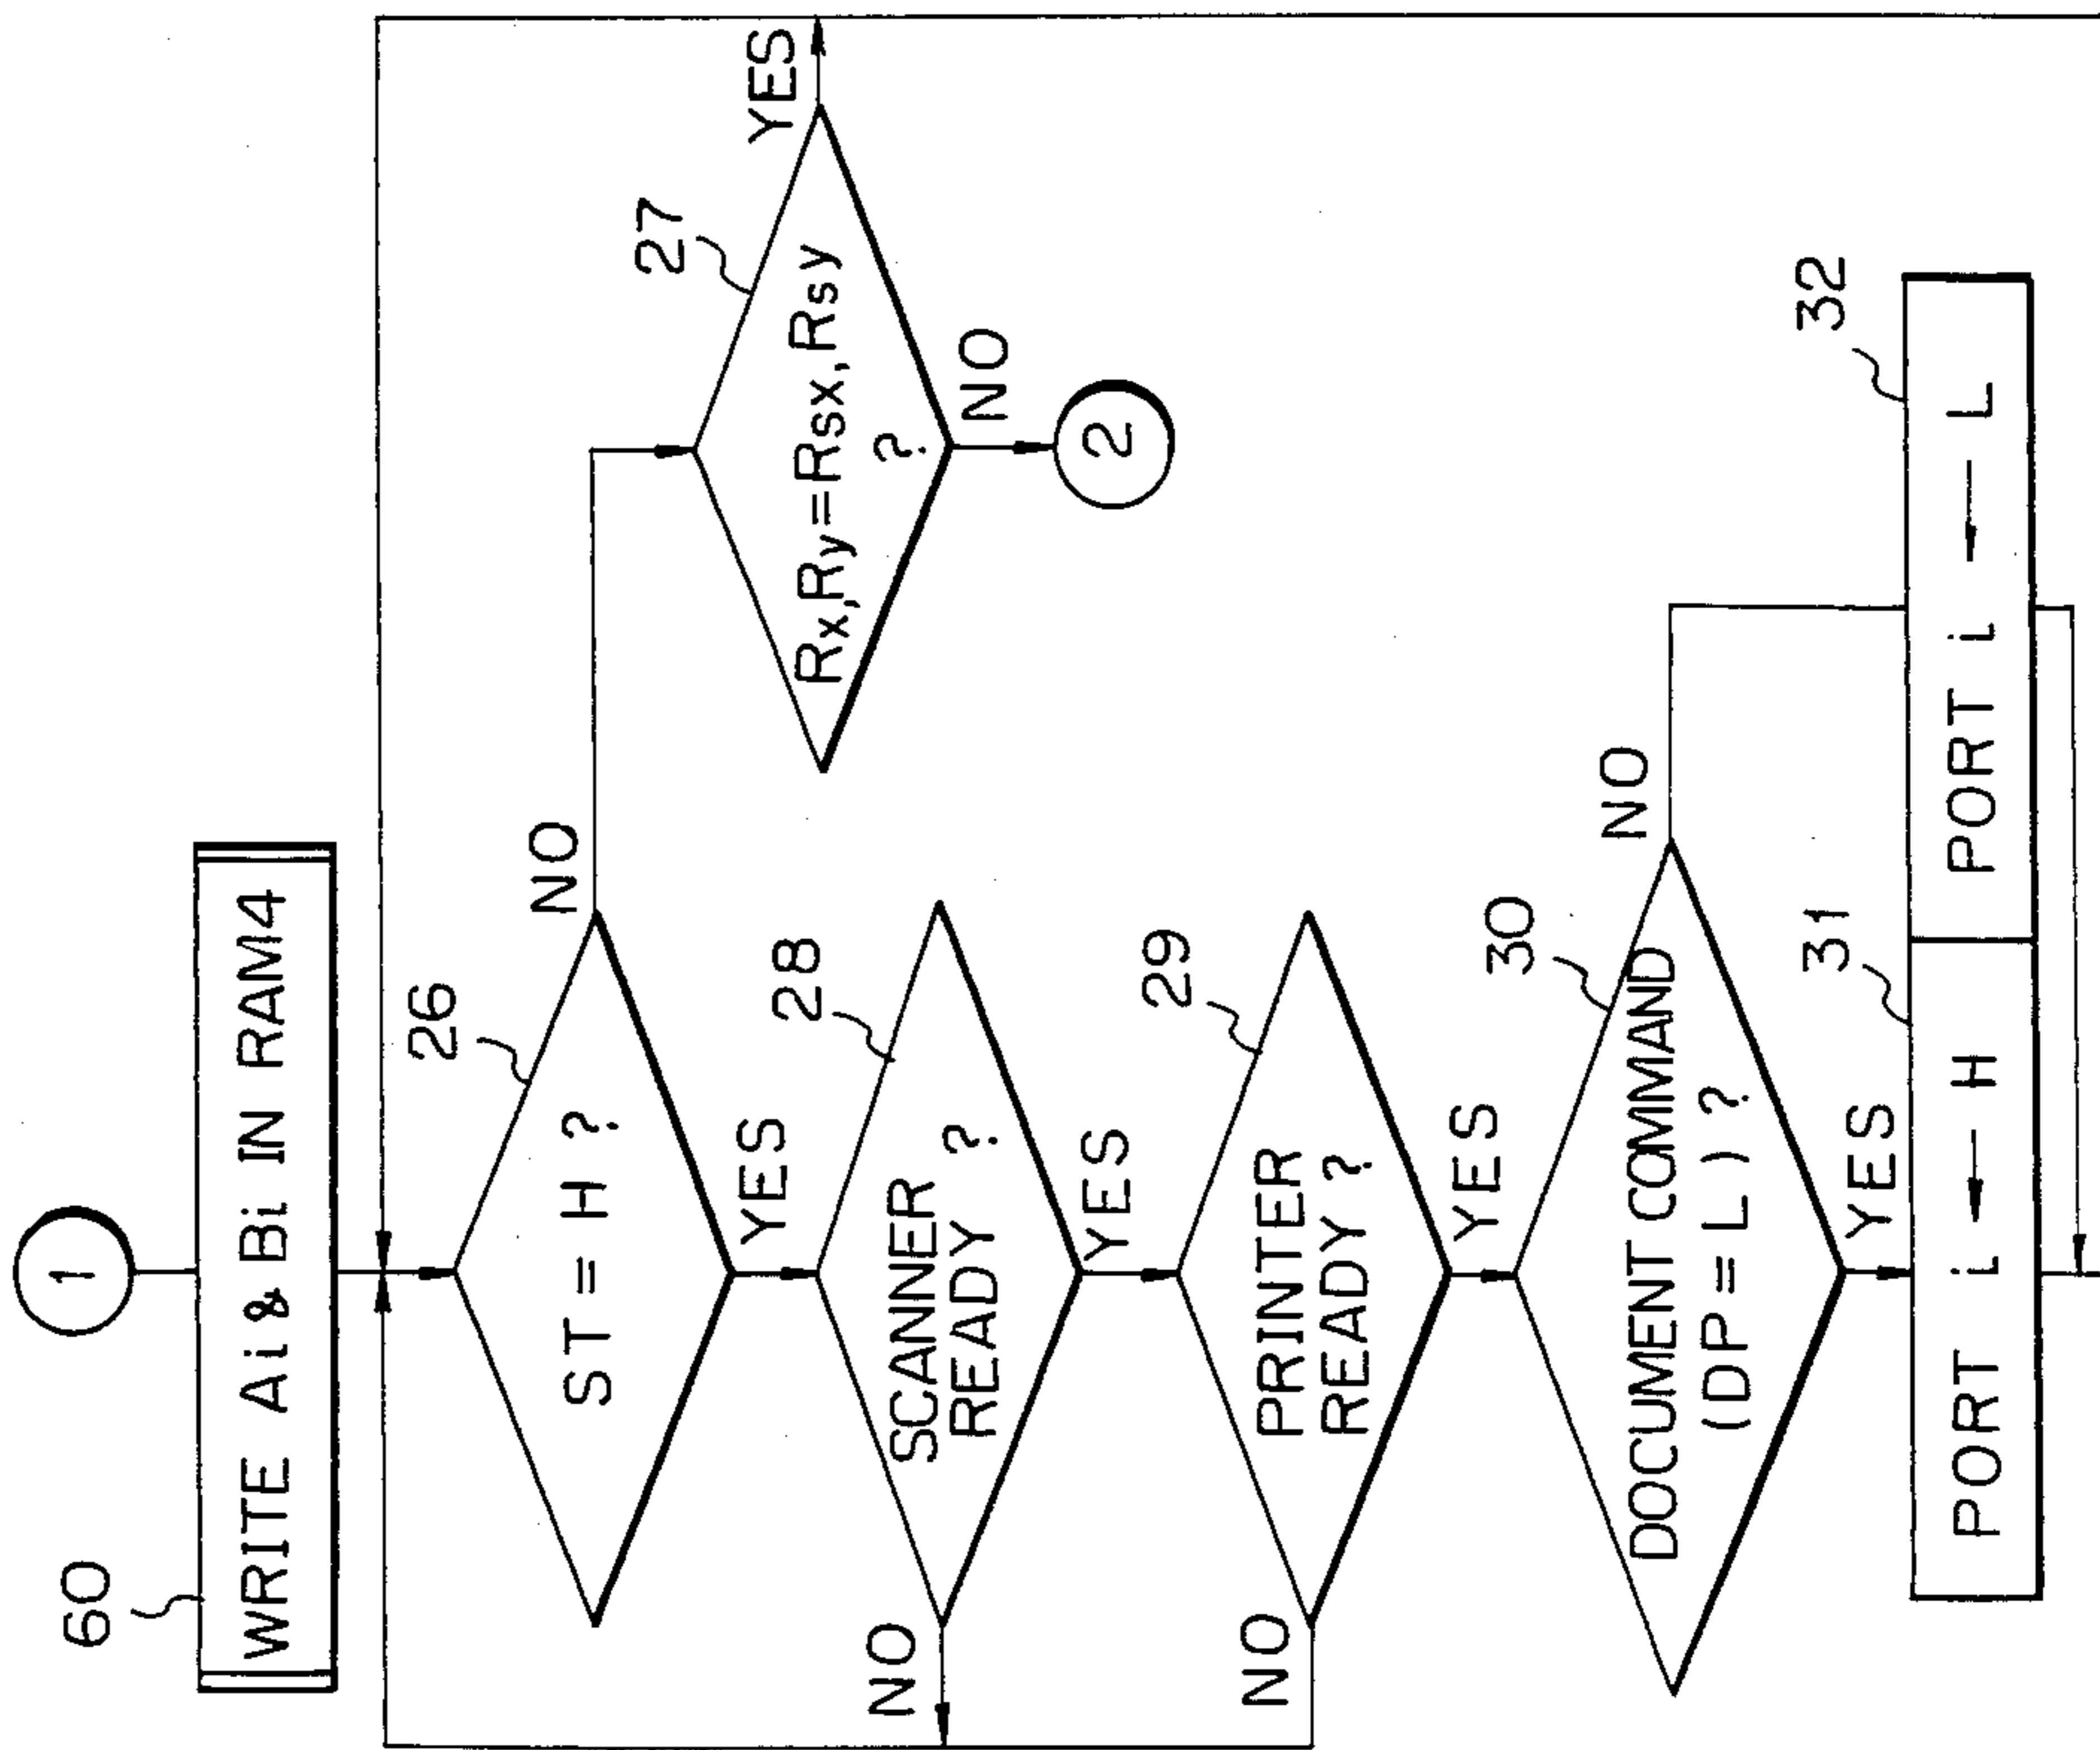 1
60
WRITE Ai & Bi IN RAM4
26
ST = H ?
NO
YES
27
Rx,Ry=Rsx,Rsy
?
YES
NO
2
28
SCANNER
READY ?
NO
YES
29
PRINTER
READY ?
NO
YES
30
DOCUMENT COMMAND
(DP = L) ?
NO
YES
31
PORT i ← H
32
PORT i ← L